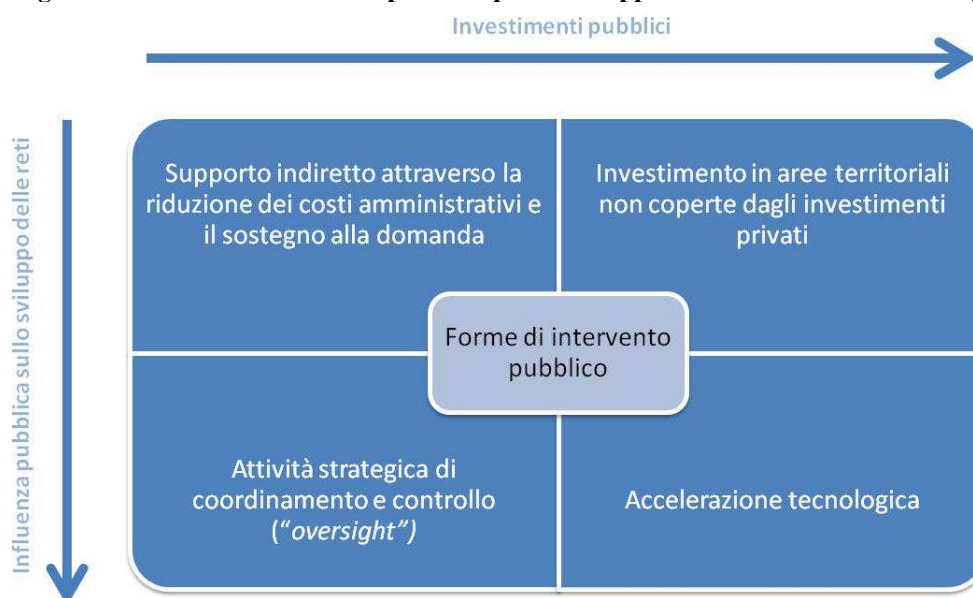 Investimenti pubblici
Influenza pubblica sullo sviluppo delle reti
Supporto indiretto attraverso la
riduzione dei costi amministrativi e
il sostegno alla domanda
Investimento in aree territoriali
non coperte dagli investimenti
privati
Forme di intervento
pubblico
Attività strategica di
coordinamento e controllo
(“oversight”)
Accelerazione tecnologica